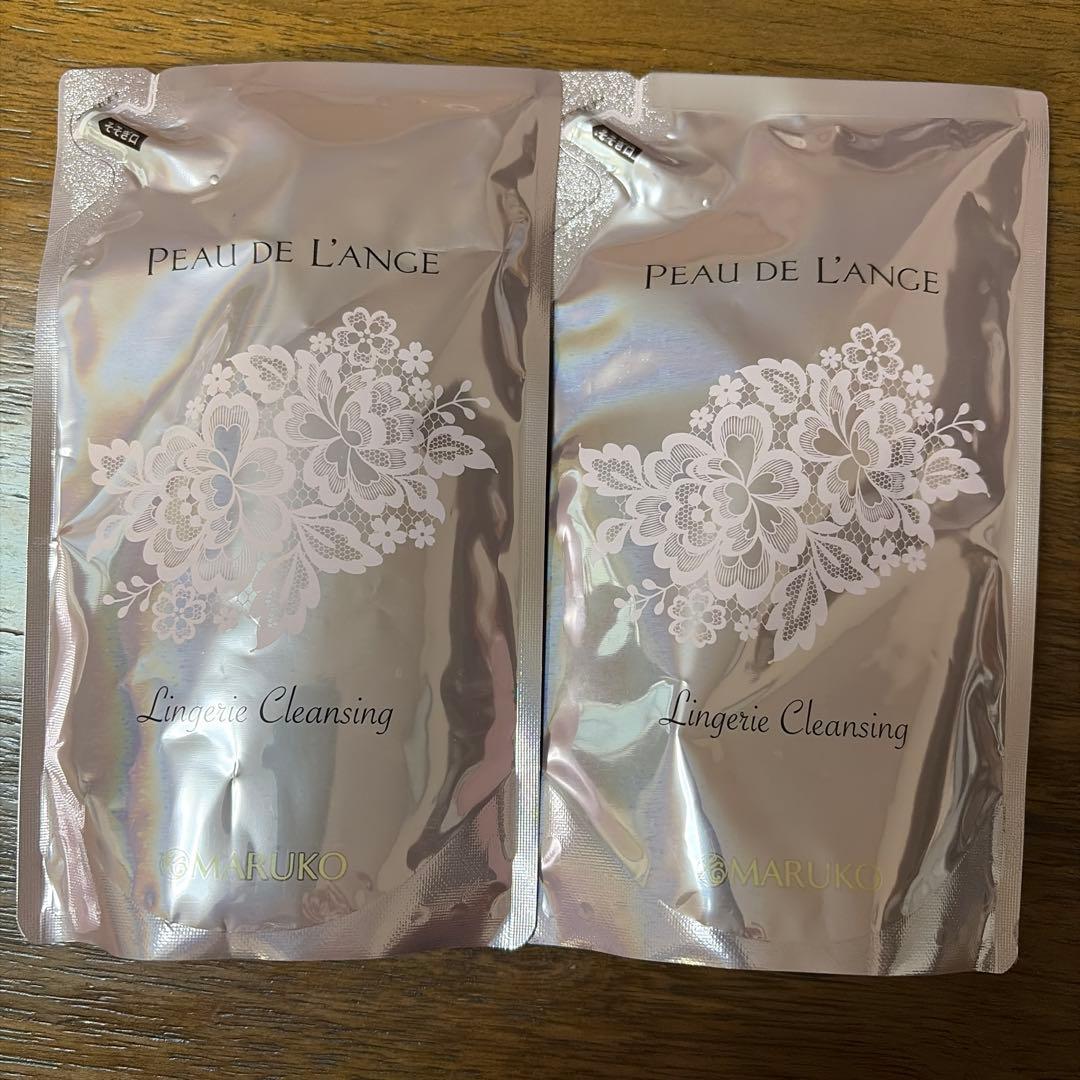 そそぎ口
PEAU DE L'ANGE
Lingerie Cleansing
MARUKO
そそぎ口
PEAU DE L'ANGE
Lingerie Cleansing
MARUKO